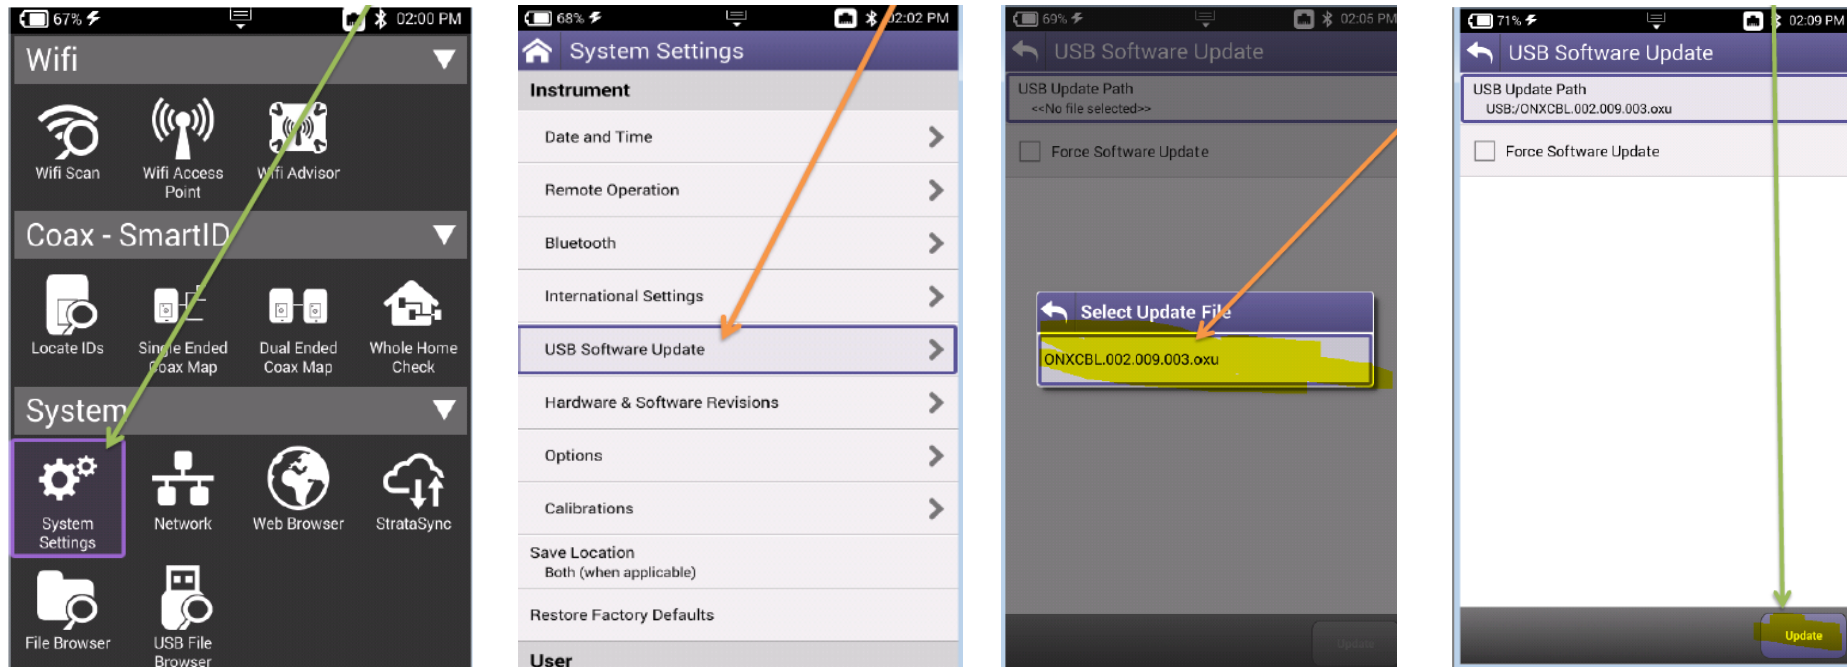 67% 02:00 PM
Wifi
Wifi Scan
Wifi Access
Point
Wifi Advisor
Coax - SmartID
Locate IDs
Single Ended
Coax Map
Dual Ended
Coax Map
Whole Home
Check
System
System
Settings
Network
Web Browser
StrataSync
File Browser
USB File
Browser
68% 02:02 PM
System Settings
Instrument
Date and Time
Remote Operation
Bluetooth
International Settings
USB Software Update
Hardware & Software Revisions
Options
Calibrations
Save Location
Both (when applicable)
Restore Factory Defaults
User
69% 02:05 PM
USB Software Update
USB Update Path
<<No file selected>>
Force Software Update
Select Update File
ONXCBL.002.009.003.oxu
Update
71% 02:09 PM
USB Software Update
USB Update Path
USB:/ONXCBL.002.009.003.oxu
Force Software Update
Update